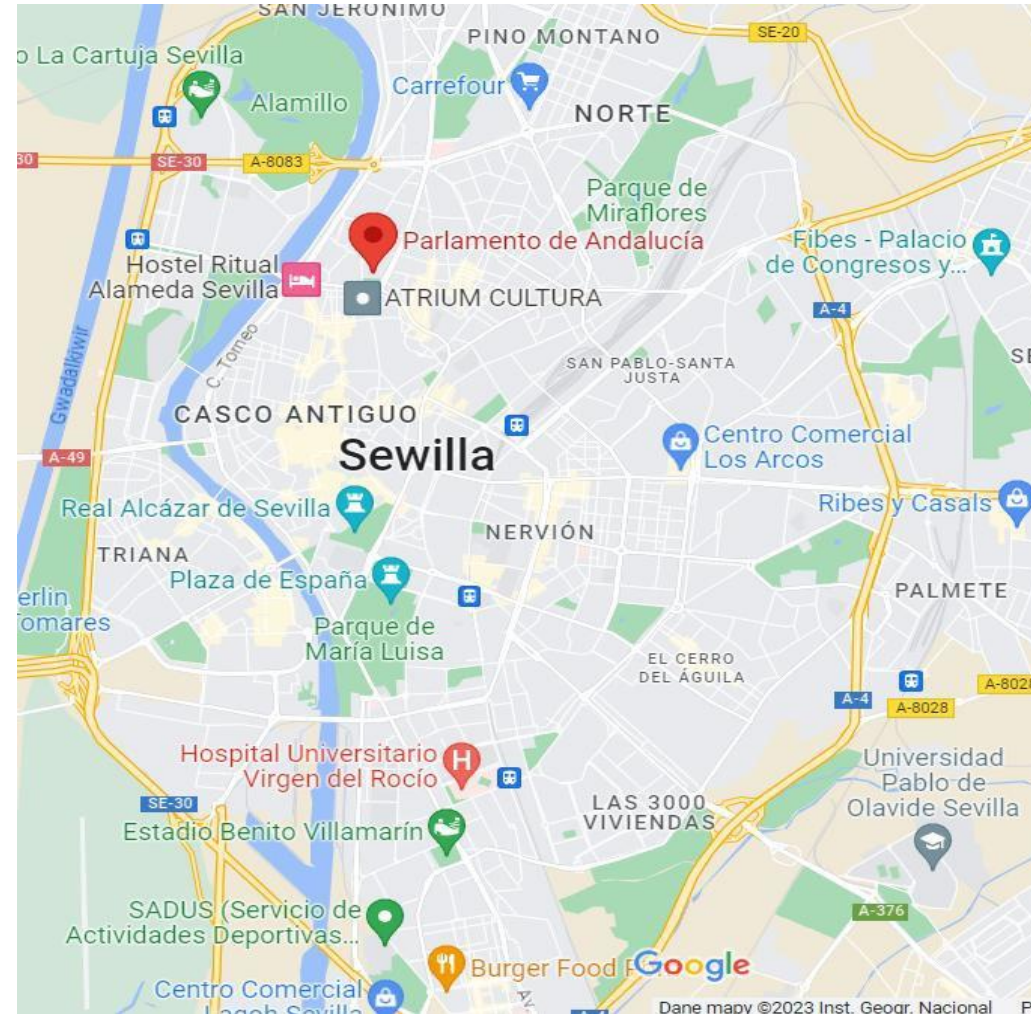 SAN JERÓNIMO
PINO MONTANO
SE-20
o La Cartuja Sevilla
Carrefour
Alamillo
NORTE
30
SE-30
A-8083
Parque de
Miraflores
Parlamento de Andalucía
Fibes - Palacio
de Congresos y...
Hostel Ritual
Alameda Sevilla
ATRIUM CULTURA
A-4
Gwadalkiwir
C. Torneo
SAN PABLO-SANTA
JUSTA
SE
CASCO ANTIGUO
Sewilla
A-49
Centro Comercial
Los Arcos
Real Alcázar de Sevilla
Ribes y Casals
NERVIÓN
TRIANA
Plaza de España
PALMETE
erlin
omares
Parque de
María Luisa
EL CERRO
DEL ÁGUILA
A-4
A-8028
A-8028
Hospital Universitario
Virgen del Rocío
H
Universidad
Pablo de
Olavide Sevilla
SE-30
LAS 3000
VIVIENDAS
Estadio Benito Villamarín
SADUS (Servicio de
Actividades Deportivas...
A-376
Burger Food
Google
Centro Comercial
Lagoh Sevilla
Av.
A-4
Dane mapy ©2023 Inst. Geogr. Nacional